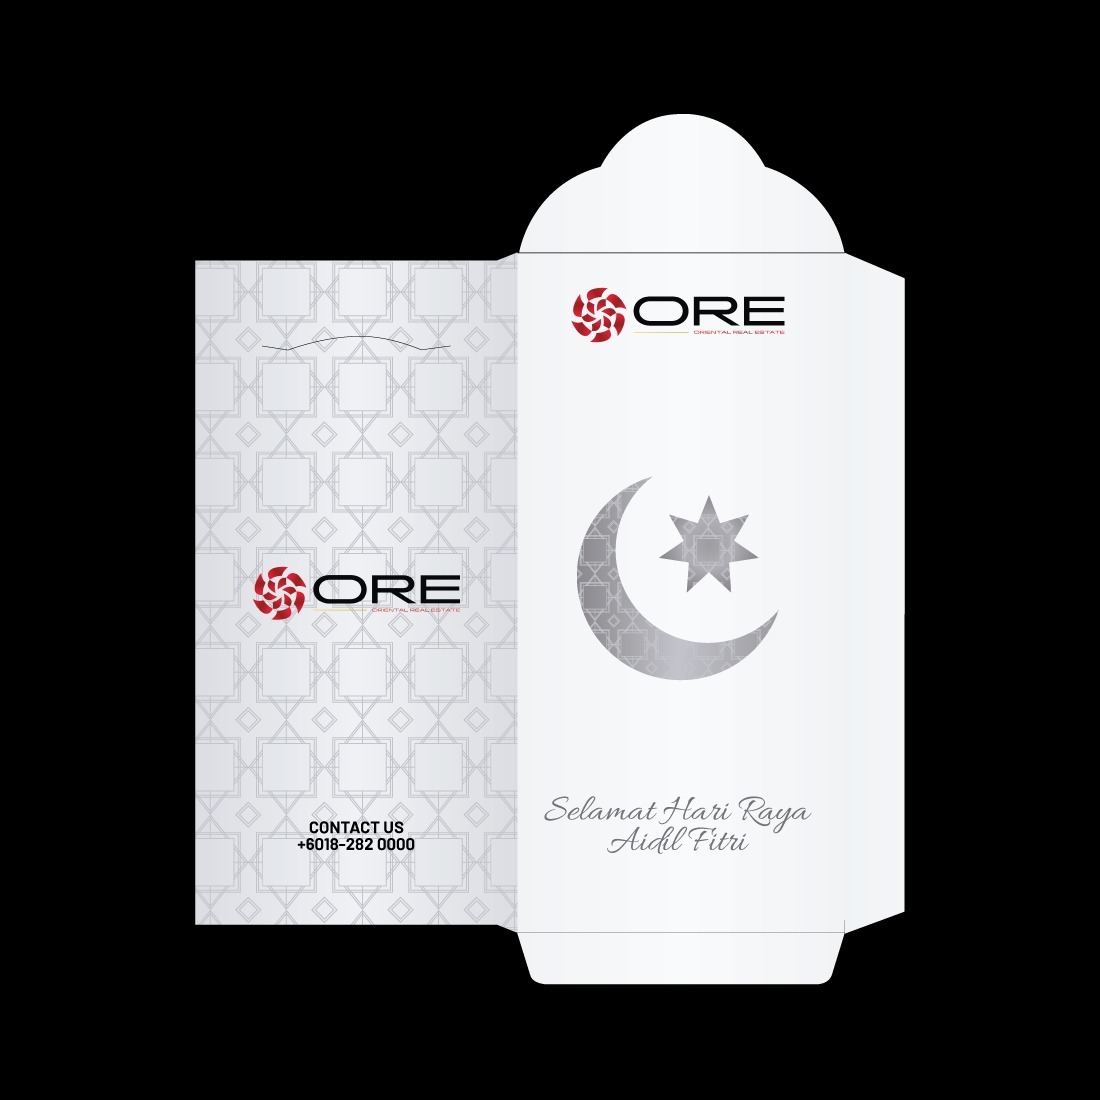 ORE
ORIENTAL REAL ESTATE
CONTACT US
+6018-282 0000
ORE
ORIENTAL REAL ESTATE
Selamat Hari Raya
Aidil Fitri